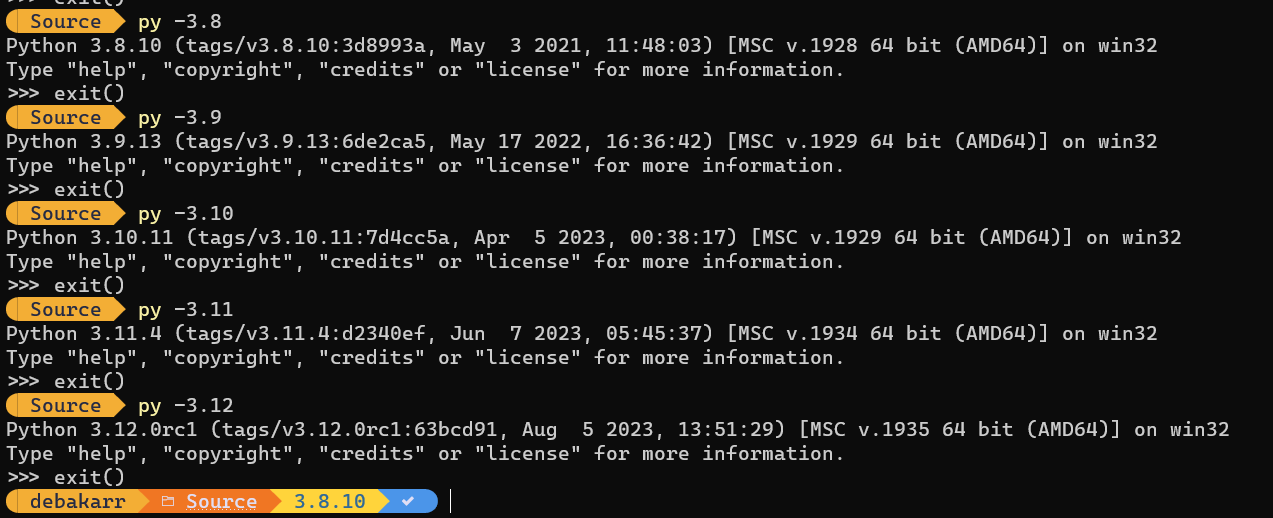 >>> exit()
Source py -3.8
Python 3.8.10 (tags/v3.8.10:3d8993a, May  3 2021, 11:48:03) [MSC v.1928 64 bit (AMD64)] on win32
Type "help", "copyright", "credits" or "license" for more information.
>>> exit()
Source py -3.9
Python 3.9.13 (tags/v3.9.13:6de2ca5, May 17 2022, 16:36:42) [MSC v.1929 64 bit (AMD64)] on win32
Type "help", "copyright", "credits" or "license" for more information.
>>> exit()
Source py -3.10
Python 3.10.11 (tags/v3.10.11:7d4cc5a, Apr  5 2023, 00:38:17) [MSC v.1929 64 bit (AMD64)] on win32
Type "help", "copyright", "credits" or "license" for more information.
>>> exit()
Source py -3.11
Python 3.11.4 (tags/v3.11.4:d2340ef, Jun  7 2023, 05:45:37) [MSC v.1934 64 bit (AMD64)] on win32
Type "help", "copyright", "credits" or "license" for more information.
>>> exit()
Source py -3.12
Python 3.12.0rc1 (tags/v3.12.0rc1:63bcd91, Aug  5 2023, 13:51:29) [MSC v.1935 64 bit (AMD64)] on win32
Type "help", "copyright", "credits" or "license" for more information.
>>> exit()
debakarr Source 3.8.10 ✓